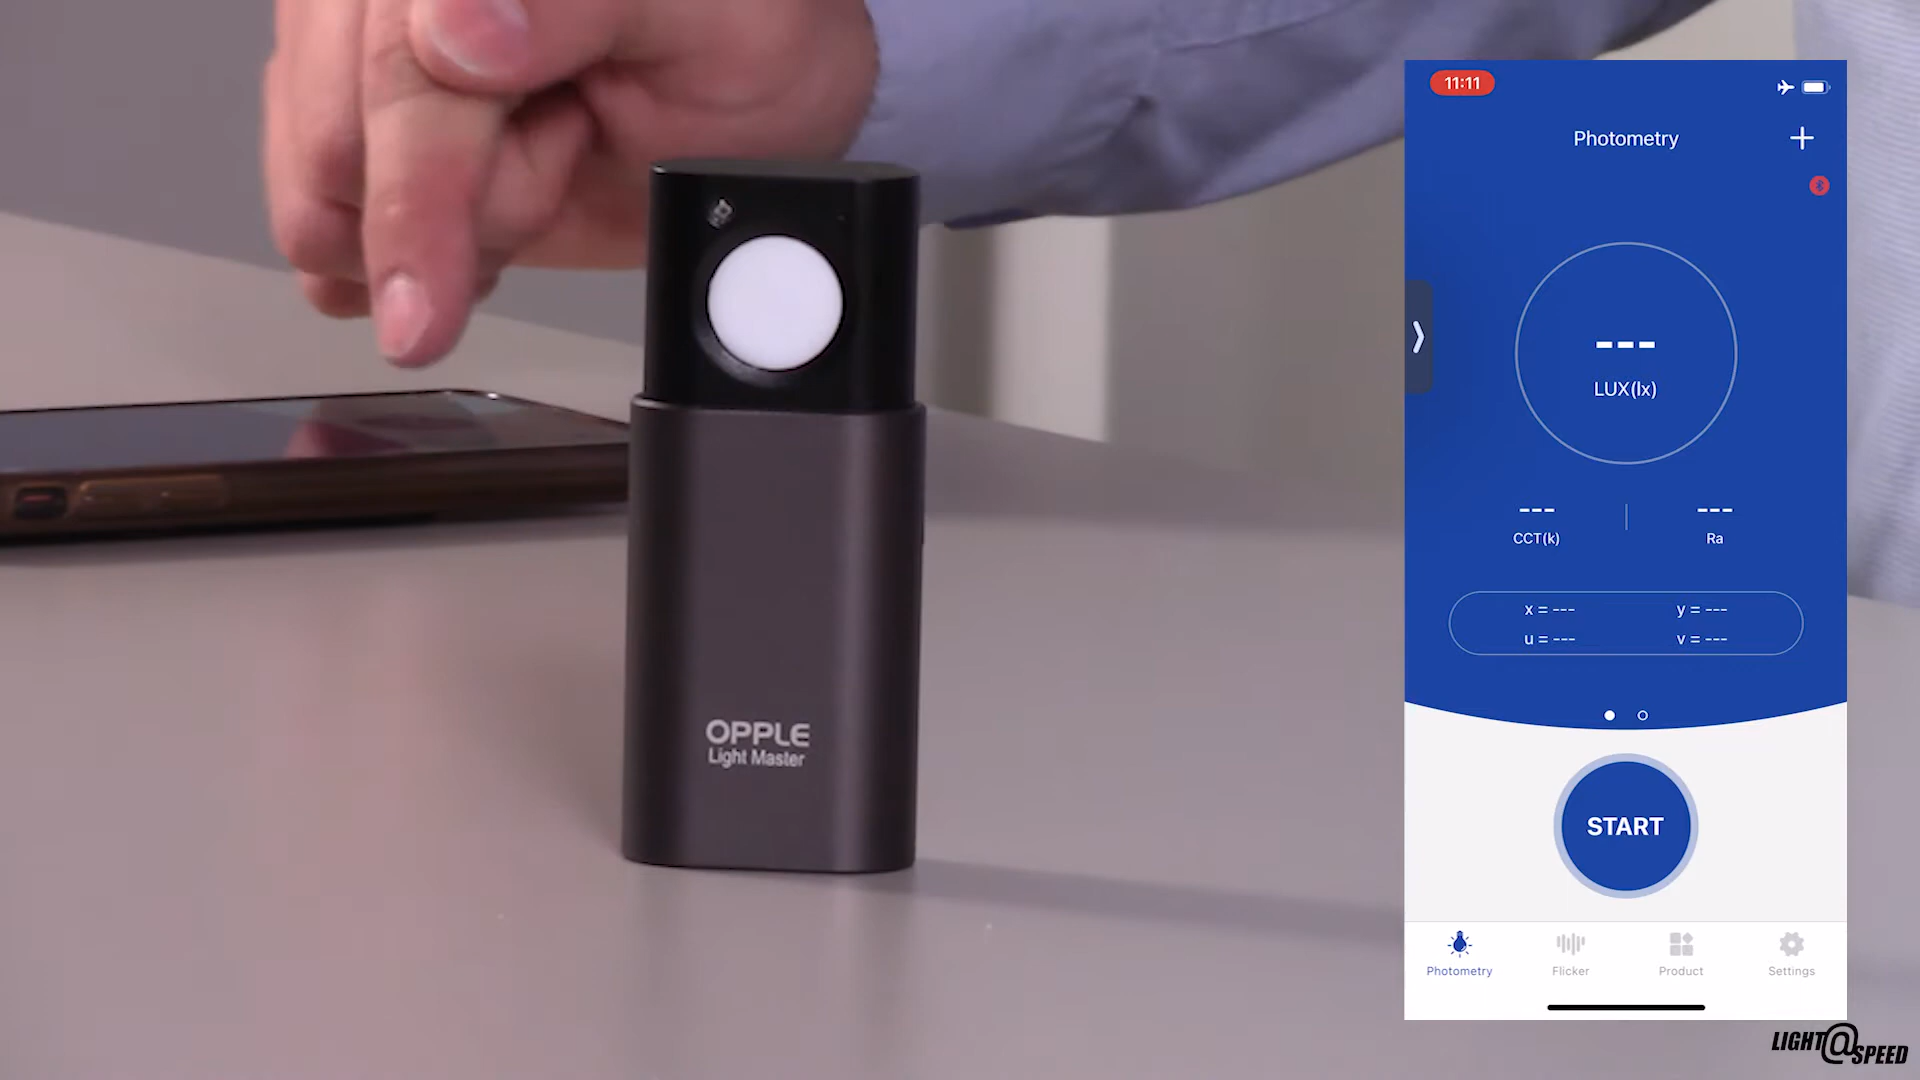 11:11
Photometry
---
LUX(lx)
---
CCT(k)
---
Ra
x = ---
y = ---
u = ---
v = ---
START
Photometry
Flicker
Product
Settings
OPPLE
Light Master
LIGHT@SPEED